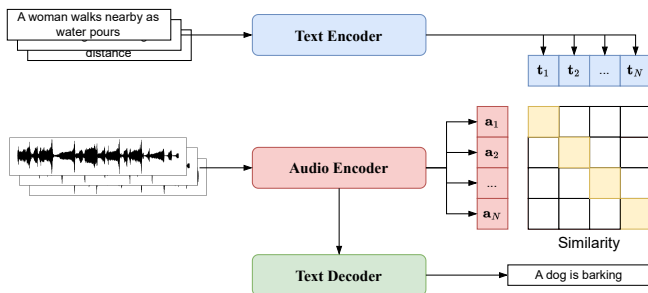 A woman walks nearby as
water pours
distance
Text Encoder
t1 t2 ... tN
Audio Encoder
a1
a2
...
aN
Similarity
Text Decoder
A dog is barking